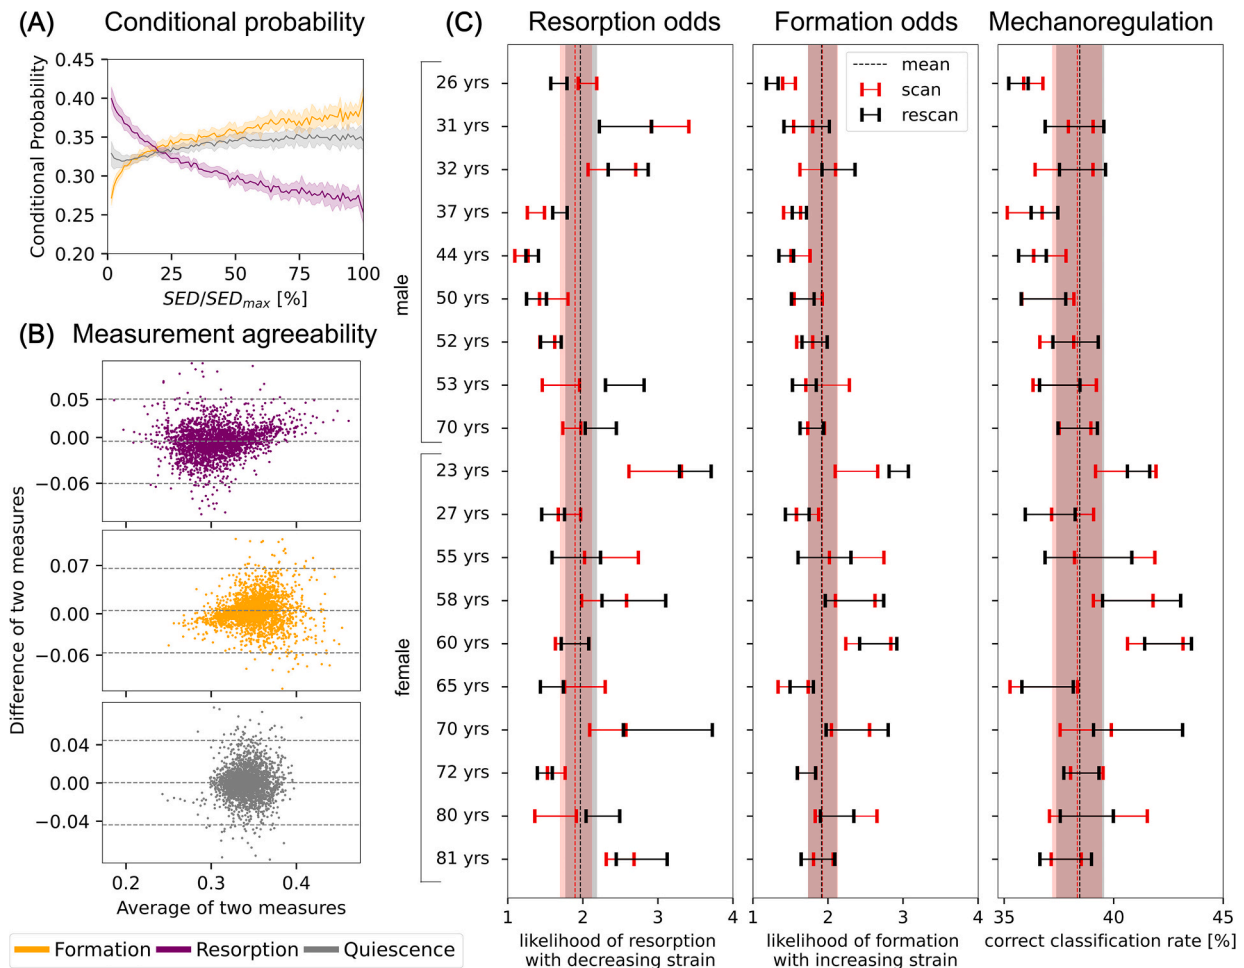 (A)
Conditional probability
0.45
0.40
0.35
0.30
0.25
0.20
Conditional Probability
0
25
50
75
100
SED/SEDmax [%]
(B)
Measurement agreeability
0.05
0.00
−0.06
0.07
0.00
−0.06
0.04
0.00
−0.04
Difference of two measures
0.2
0.3
0.4
Average of two measures
Formation
Resorption
Quiescence
(C)
Resorption odds
Formation odds
Mechanoregulation
mean
scan
rescan
male
26 yrs
31 yrs
32 yrs
37 yrs
44 yrs
50 yrs
52 yrs
53 yrs
70 yrs
female
23 yrs
27 yrs
55 yrs
58 yrs
60 yrs
65 yrs
70 yrs
72 yrs
80 yrs
81 yrs
1
2
3
4
likelihood of resorption
with decreasing strain
1
2
3
4
likelihood of formation
with increasing strain
35
40
45
correct classification rate [%]